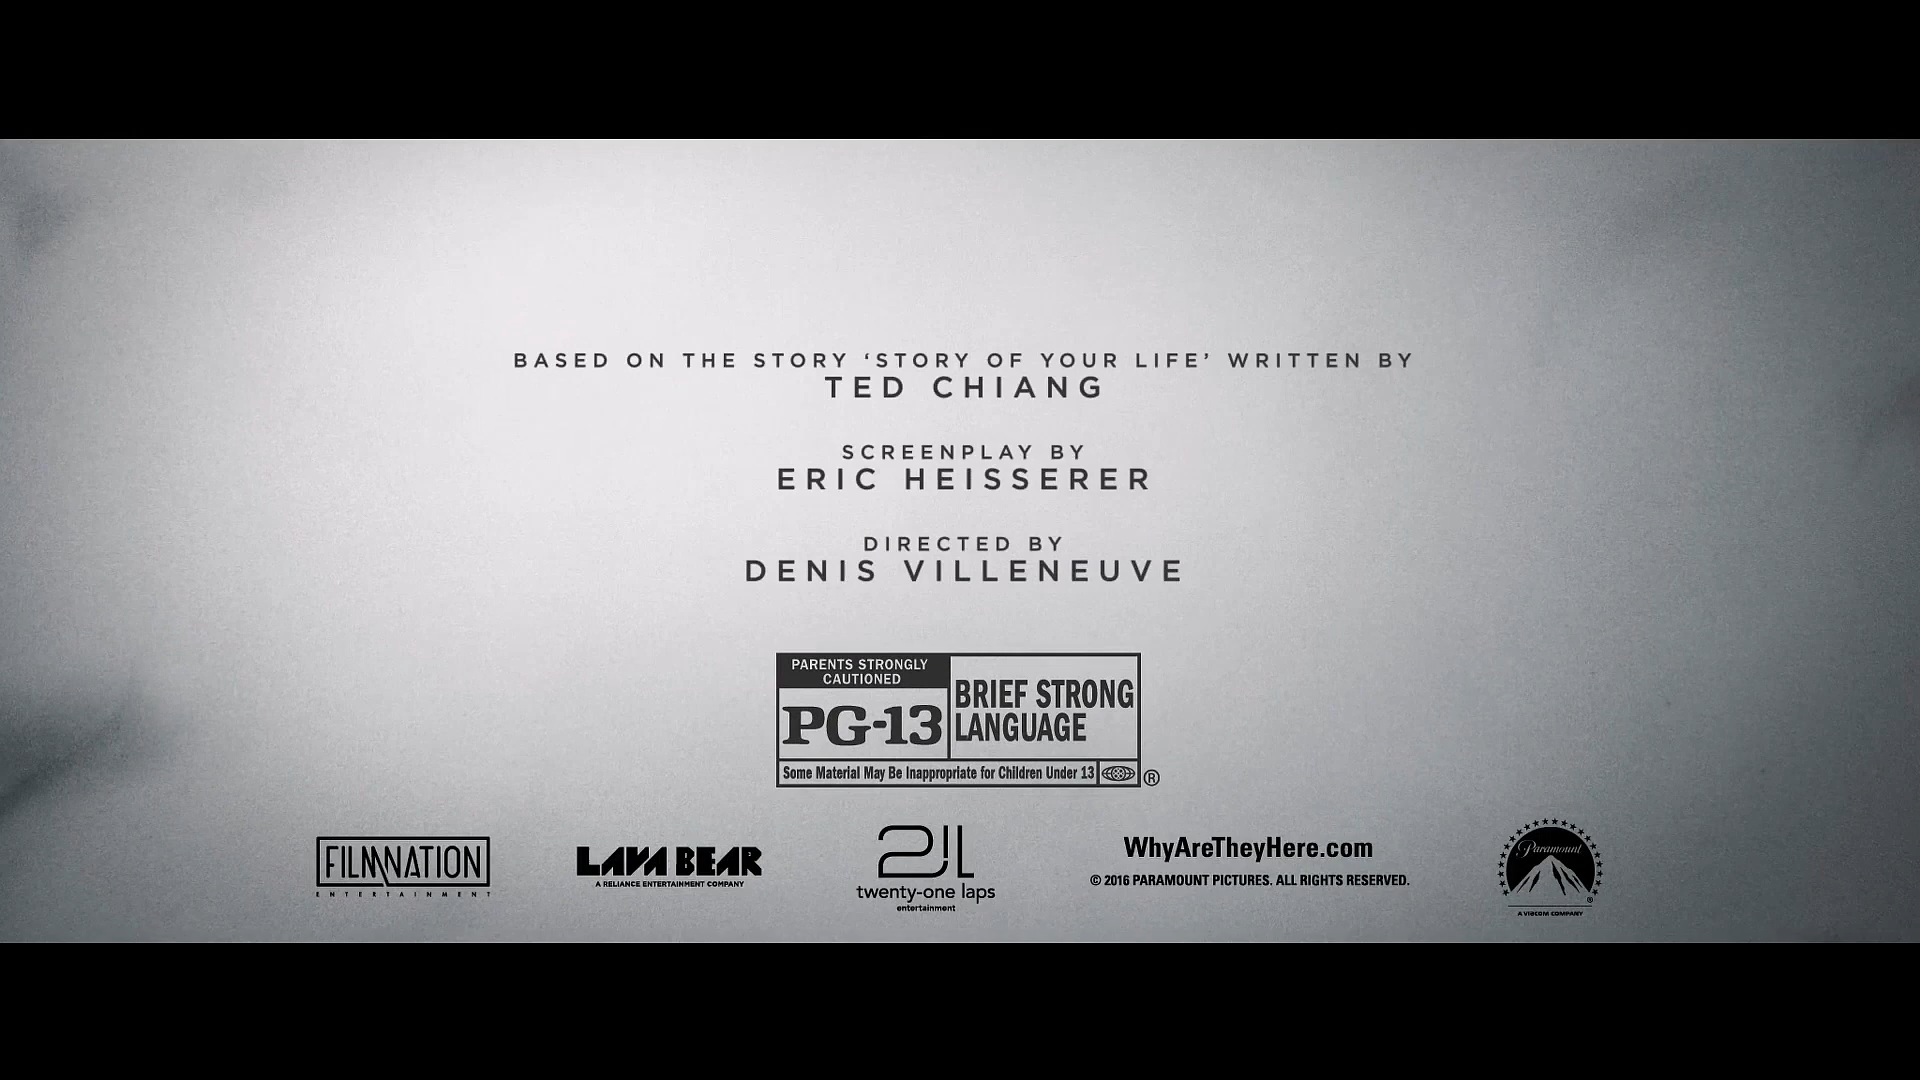 BASED ON THE STORY ‘STORY OF YOUR LIFE’ WRITTEN BY
TED CHIANG
SCREENPLAY BY
ERIC HEISSERER
DIRECTED BY
DENIS VILLENEUVE
PARENTS STRONGLY
CAUTIONED
PG-13
BRIEF STRONG
LANGUAGE
Some Material May Be Inappropriate for Children Under 13
®
FILMNATION
ENTERTAINMENT
LAVA BEAR
A RELIANCE ENTERTAINMENT COMPANY
21L
twenty-one laps
entertainment
WhyAreTheyHere.com
© 2016 PARAMOUNT PICTURES. ALL RIGHTS RESERVED.
Paramount
®
A VIACOM COMPANY